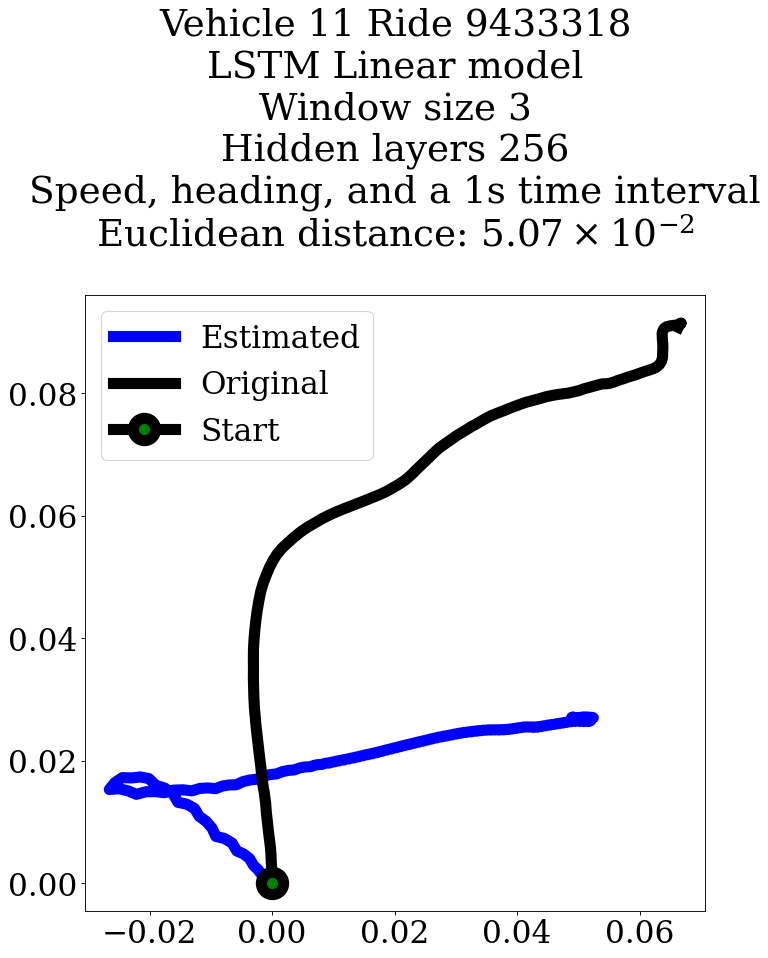 Vehicle 11 Ride 9433318
LSTM Linear model
Window size 3
Hidden layers 256
Speed, heading, and a 1s time interval
Euclidean distance: 5.07 × 10⁻²
Estimated
Original
Start
0.08
0.06
0.04
0.02
0.00
−0.02 0.00 0.02 0.04 0.06